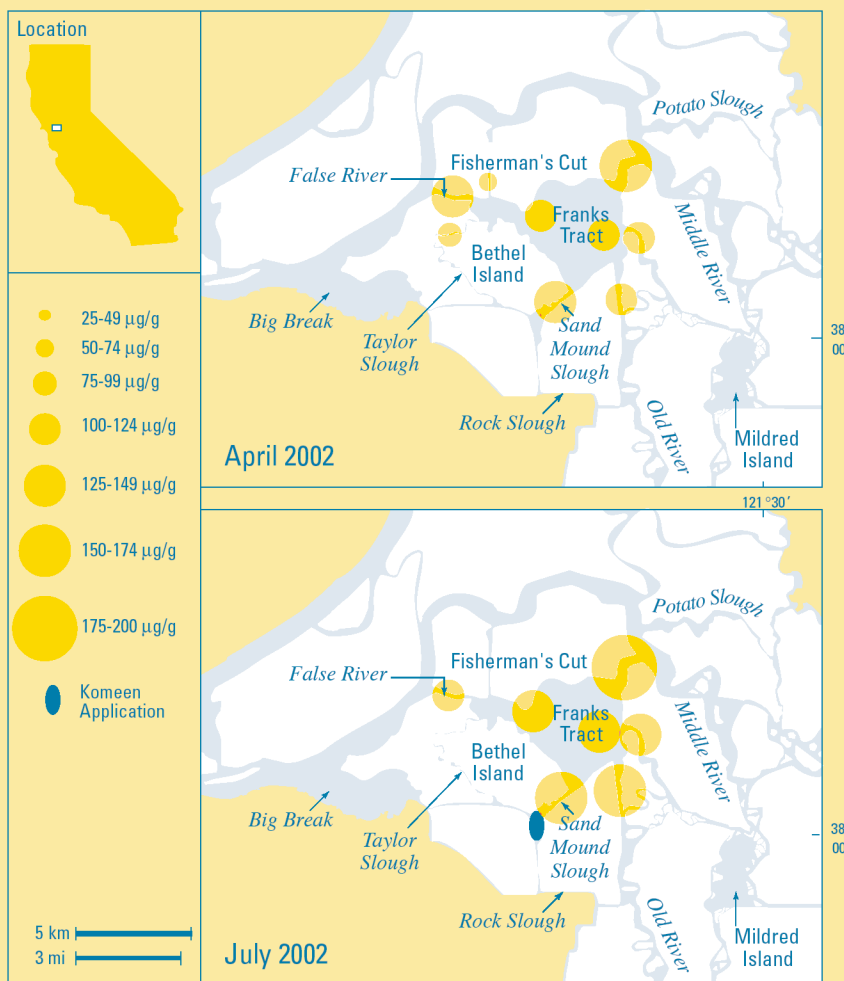 Location
25-49 µg/g
50-74 µg/g
75-99 µg/g
100-124 µg/g
125-149 µg/g
150-174 µg/g
175-200 µg/g
Komeen
Application
5 km
3 mi
Potato Slough
Fisherman's Cut
False River
Franks
Tract
Middle River
Bethel
Island
Big Break
Taylor
Slough
Sand
Mound
Slough
Rock Slough
Old River
Mildred
Island
April 2002
38
00
121°30′
Potato Slough
Fisherman's Cut
False River
Franks
Tract
Middle River
Bethel
Island
Big Break
Taylor
Slough
Sand
Mound
Slough
Rock Slough
Old River
Mildred
Island
July 2002
38
00